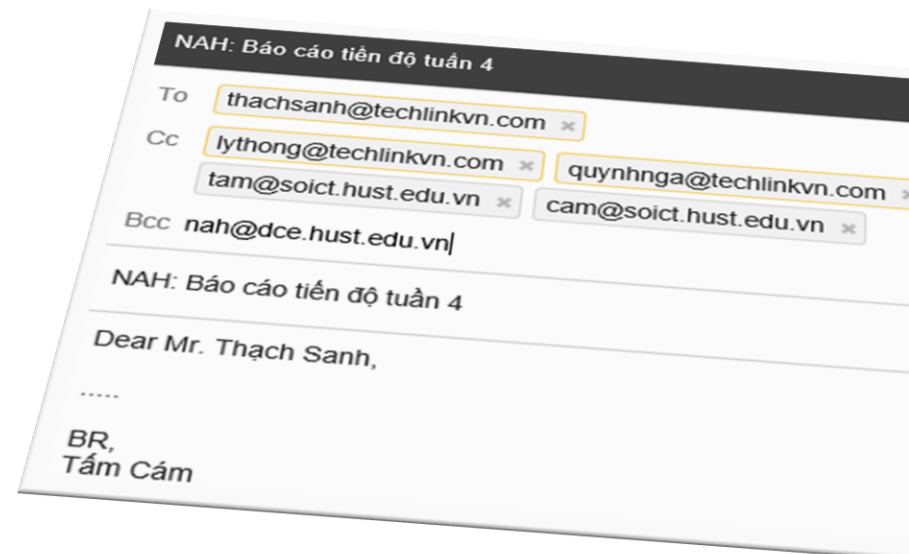 NAH: Báo cáo tiến độ tuần 4
To thachsanh@techlinkvn.com ×
Cc lythong@techlinkvn.com × quynhnga@techlinkvn.com ×
tam@soict.hust.edu.vn × cam@soict.hust.edu.vn ×
Bcc nah@dce.hust.edu.vn
NAH: Báo cáo tiến độ tuần 4
Dear Mr. Thạch Sanh,
.....
BR,
Tấm Cám